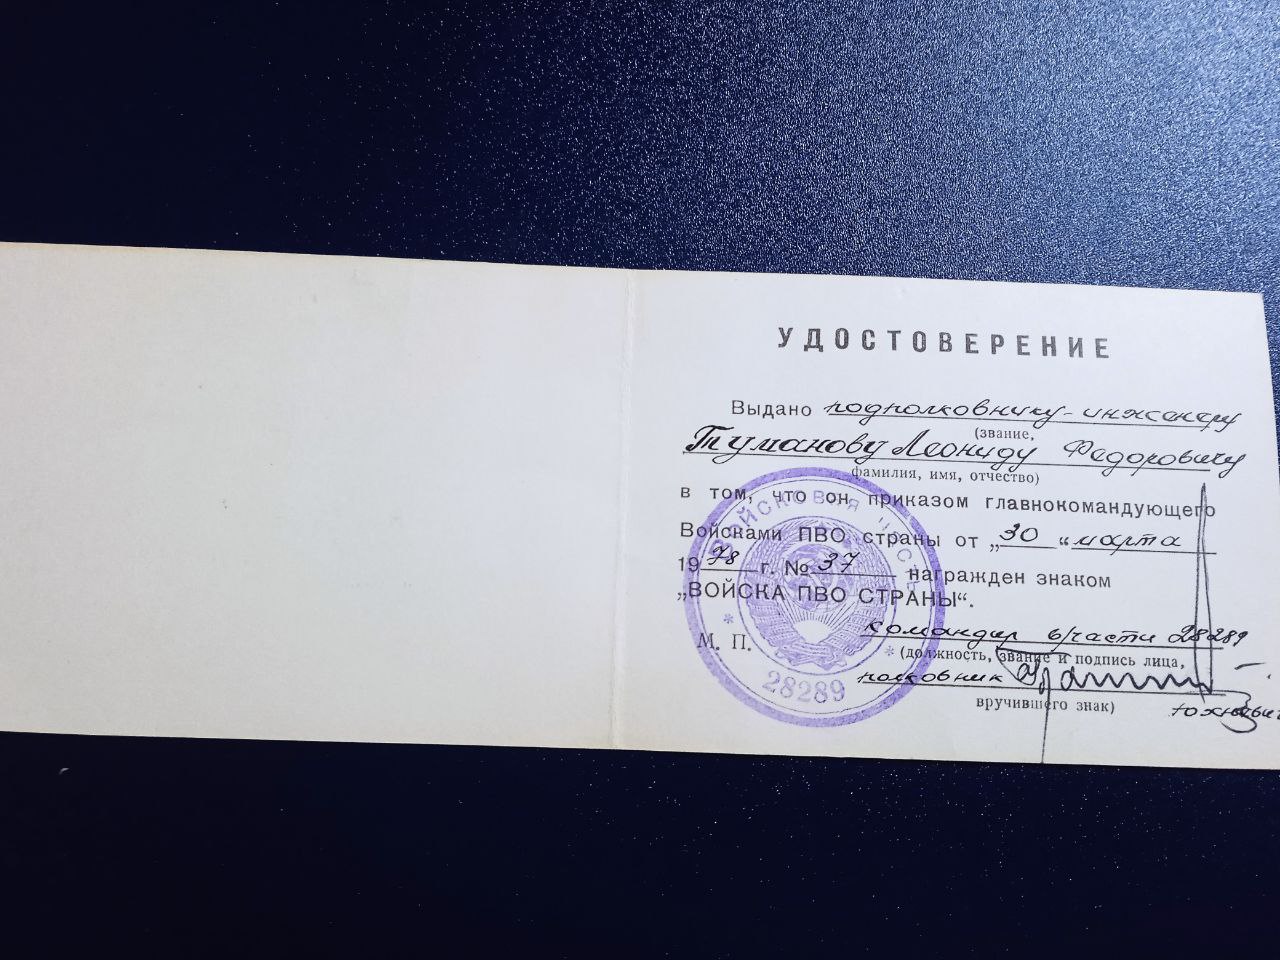 УДОСТОВЕРЕНИЕ
Выдано подполковнику-инженеру
(звание,
Туманову Леониду Федоровичу
фамилия, имя, отчество)
в том, что он приказом главнокомандующего
Войсками ПВО страны от „30“ марта
1978 г. № 37 награжден знаком
„ВОЙСКА ПВО СТРАНЫ“.
командир в/части 28289
М. П.
(должность, звание и подпись лица,
полковник
вручившего знак)
Войсковая часть
28289